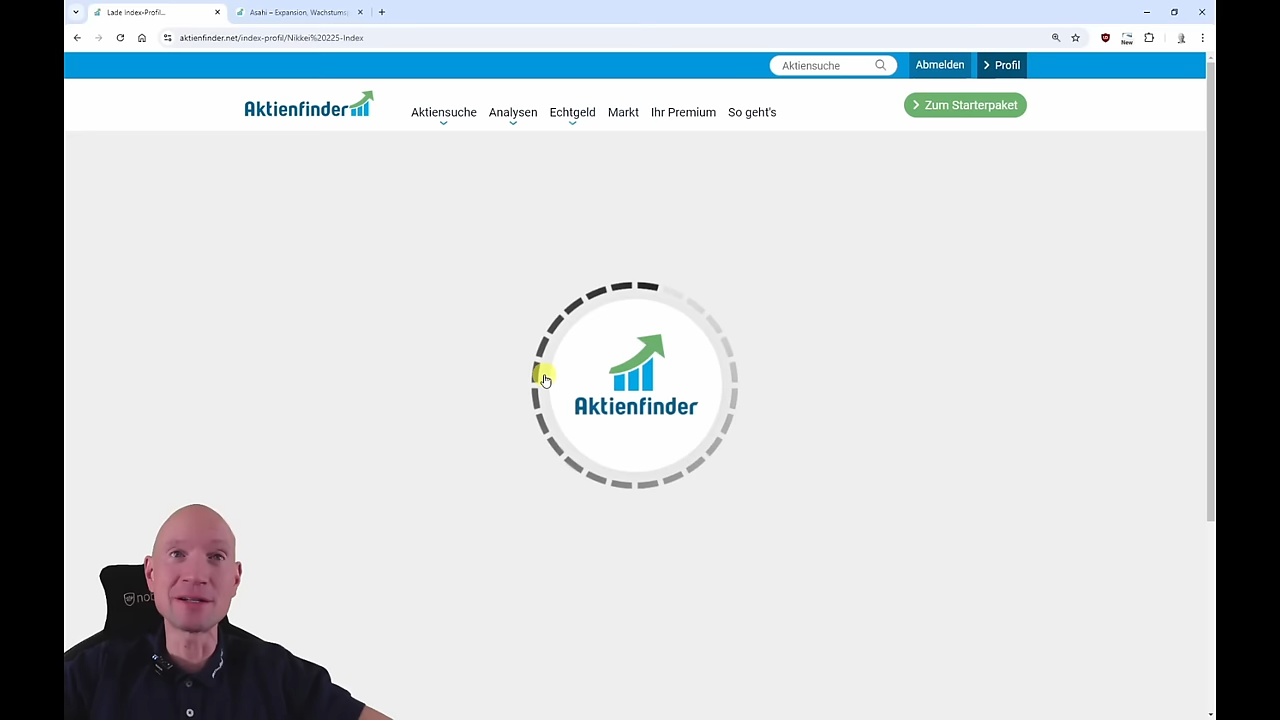 Lade Index-Profil...
Asahi – Expansion, Wachstums
aktienfinder.net/index-profil/Nikkei%20225-Index
New
Aktiensuche
Abmelden
Profil
Aktienfinder
Aktiensuche
Analysen
Echtgeld
Markt
Ihr Premium
So geht's
Zum Starterpaket
Aktienfinder